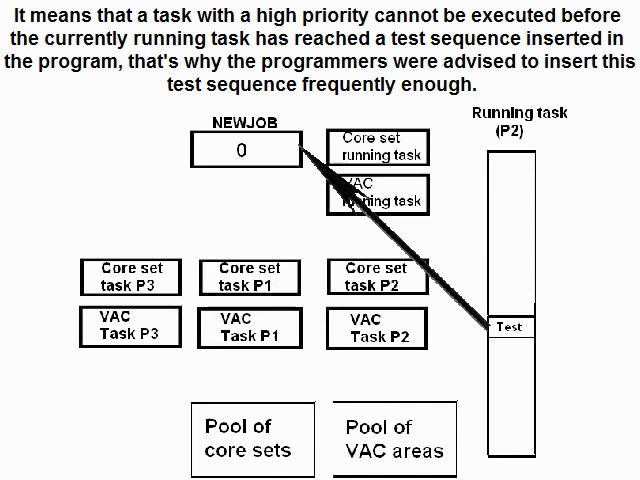 It means that a task with a high priority cannot be executed before
the currently running task has reached a test sequence inserted in
the program, that's why the programmers were advised to insert this
test sequence frequently enough.
Running task
(P2)
NEWJOB
0
Core set
running task
VAC
task
Core set
task P3
Core set
task P1
Core set
task P2
VAC
Task P3
VAC
Task P1
VAC
Task P2
Test
Pool of
core sets
Pool of
VAC areas